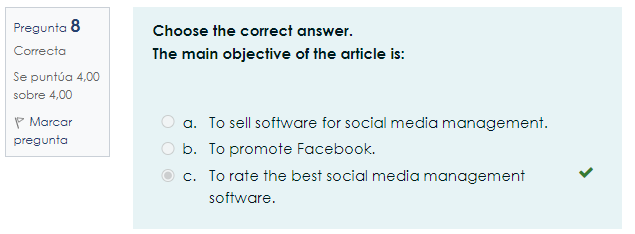 Pregunta 8
Correcta
Se puntúa 4,00
sobre 4,00
Marcar
pregunta
Choose the correct answer.
The main objective of the article is:
a. To sell software for social media management.
b. To promote Facebook.
c. To rate the best social media management
software.